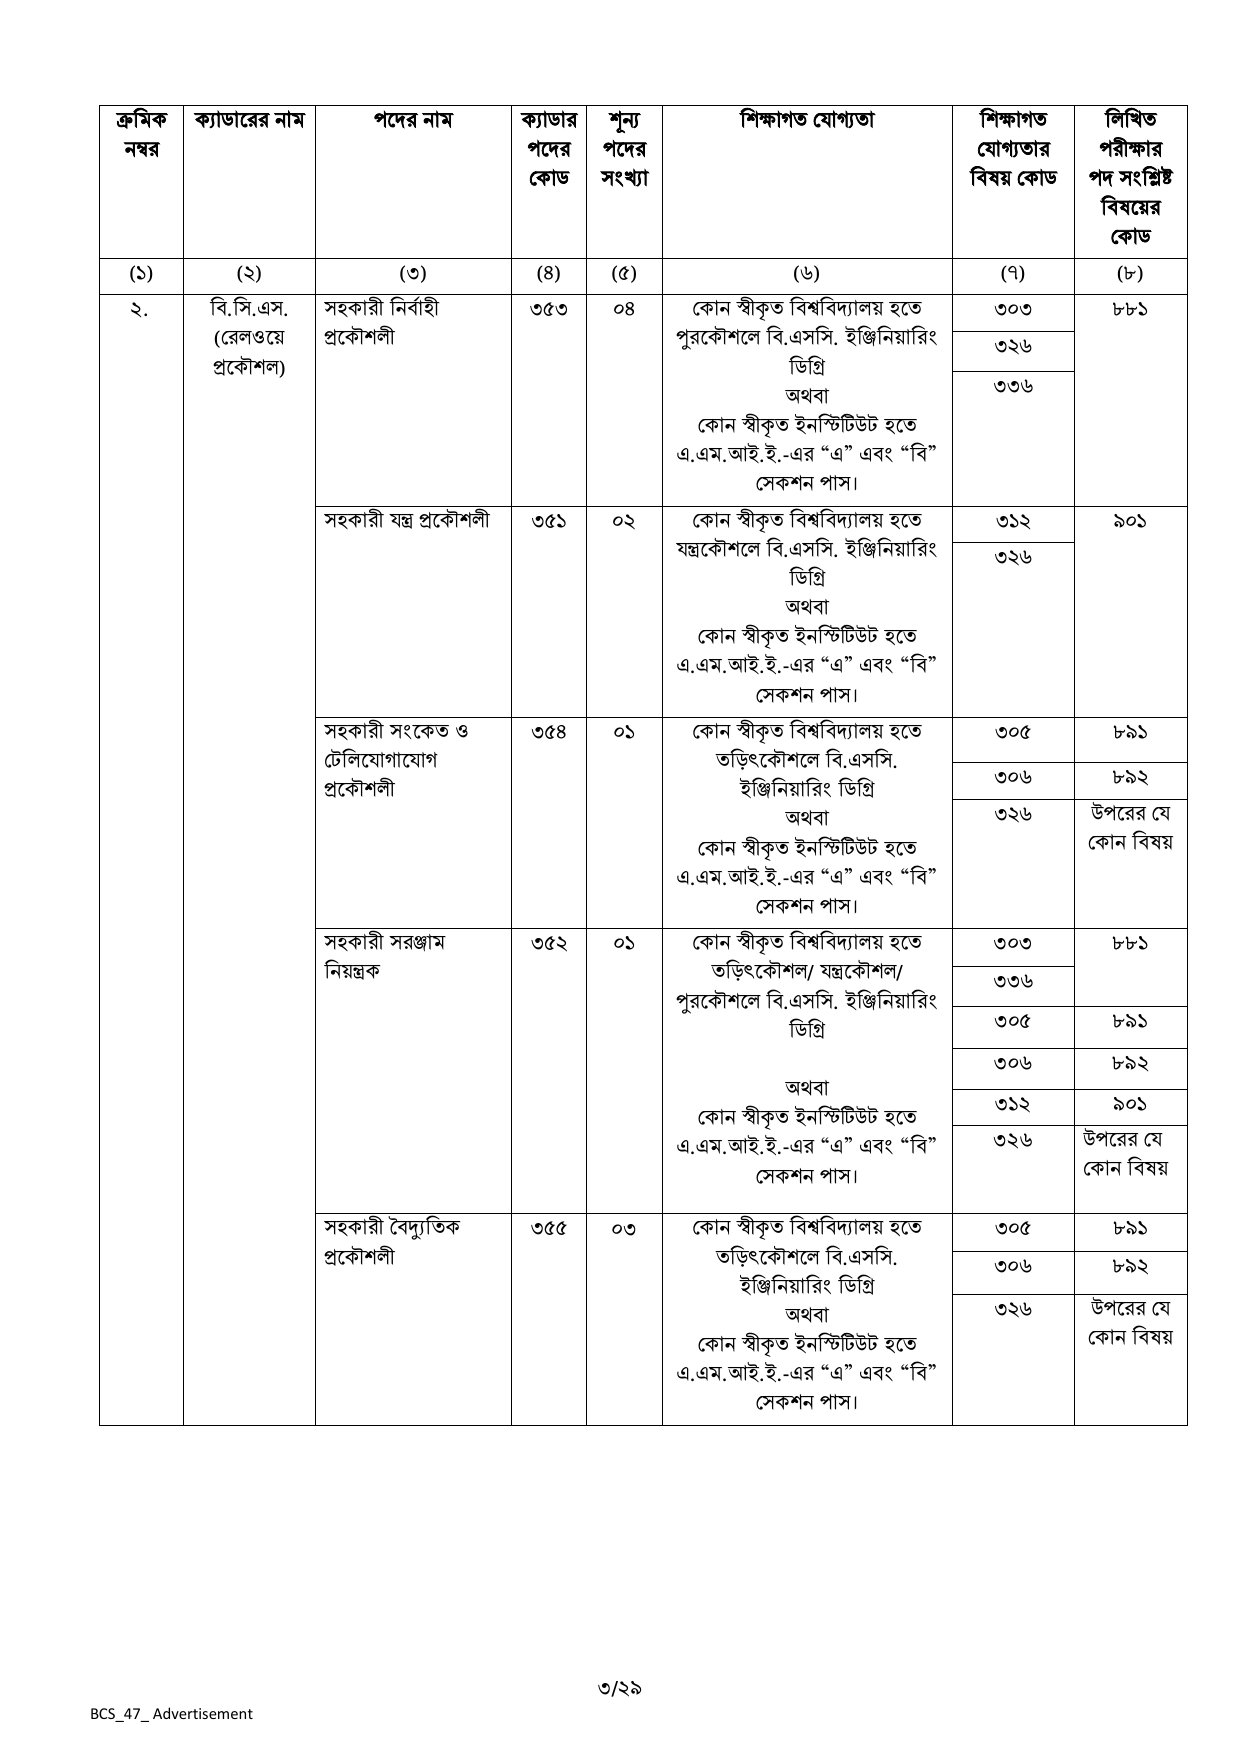 ক্রমিক নম্বর
ক্যাডারের নাম
পদের নাম
ক্যাডার পদের কোড
শূন্য পদের সংখ্যা
শিক্ষাগত যোগ্যতা
শিক্ষাগত যোগ্যতার বিষয় কোড
লিখিত পরীক্ষার পদ সংশ্লিষ্ট বিষয়ের কোড
(১) (২) (৩) (৪) (৫) (৬) (৭) (৮)
২.
বি.সি.এস.
(রেলওয়ে
প্রকৌশল)
সহকারী নির্বাহী
প্রকৌশলী
৩৫৩
০৪
কোন স্বীকৃত বিশ্ববিদ্যালয় হতে
পুরকৌশলে বি.এসসি. ইঞ্জিনিয়ারিং
ডিগ্রি
অথবা
কোন স্বীকৃত ইনস্টিটিউট হতে
এ.এম.আই.ই.-এর “এ” এবং “বি”
সেকশন পাস।
৩০৩
৩২৬
৩৩৬
৮৮১
সহকারী যন্ত্র প্রকৌশলী
৩৫১
০২
কোন স্বীকৃত বিশ্ববিদ্যালয় হতে
যন্ত্রকৌশলে বি.এসসি. ইঞ্জিনিয়ারিং
ডিগ্রি
অথবা
কোন স্বীকৃত ইনস্টিটিউট হতে
এ.এম.আই.ই.-এর “এ” এবং “বি”
সেকশন পাস।
৩১২
৩২৬
৯০১
সহকারী সংকেত ও
টেলিযোগাযোগ
প্রকৌশলী
৩৫৪
০১
কোন স্বীকৃত বিশ্ববিদ্যালয় হতে
তড়িৎকৌশলে বি.এসসি.
ইঞ্জিনিয়ারিং ডিগ্রি
অথবা
কোন স্বীকৃত ইনস্টিটিউট হতে
এ.এম.আই.ই.-এর “এ” এবং “বি”
সেকশন পাস।
৩০৫ ৮৯১
৩০৬ ৮৯২
৩২৬ উপরের যে
কোন বিষয়
সহকারী সরঞ্জাম
নিয়ন্ত্রক
৩৫২
০১
কোন স্বীকৃত বিশ্ববিদ্যালয় হতে
তড়িৎকৌশল/ যন্ত্রকৌশল/
পুরকৌশলে বি.এসসি. ইঞ্জিনিয়ারিং
ডিগ্রি
অথবা
কোন স্বীকৃত ইনস্টিটিউট হতে
এ.এম.আই.ই.-এর “এ” এবং “বি”
সেকশন পাস।
৩০৩ ৮৮১
৩৩৬
৩০৫ ৮৯১
৩০৬ ৮৯২
৩১২ ৯০১
৩২৬ উপরের যে
কোন বিষয়
সহকারী বৈদ্যুতিক
প্রকৌশলী
৩৫৫
০৩
কোন স্বীকৃত বিশ্ববিদ্যালয় হতে
তড়িৎকৌশলে বি.এসসি.
ইঞ্জিনিয়ারিং ডিগ্রি
অথবা
কোন স্বীকৃত ইনস্টিটিউট হতে
এ.এম.আই.ই.-এর “এ” এবং “বি”
সেকশন পাস।
৩০৫ ৮৯১
৩০৬ ৮৯২
৩২৬ উপরের যে
কোন বিষয়
৩/২৯
BCS_47_ Advertisement